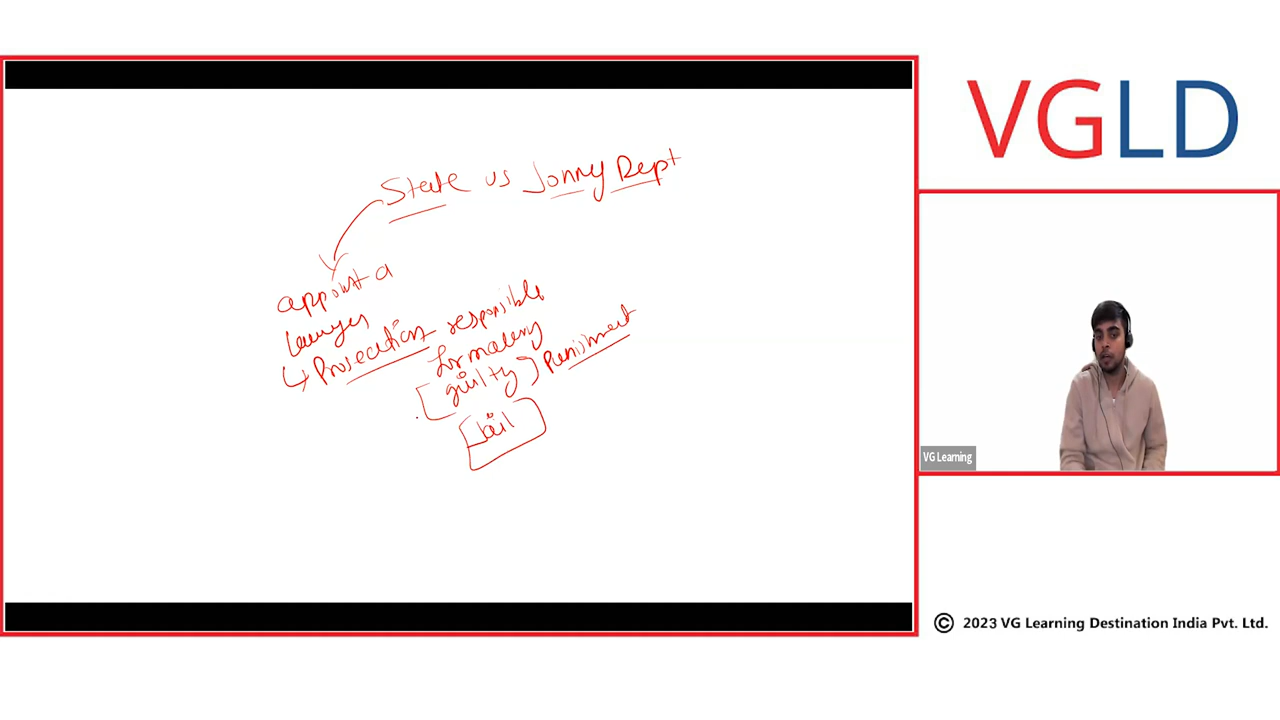 VGLD
State vs Jonny Dept
appoint a
lawyer
↳ Prosecution responsible
for making
[guilty] Punishment
Jail
VG Learning
© 2023 VG Learning Destination India Pvt. Ltd.